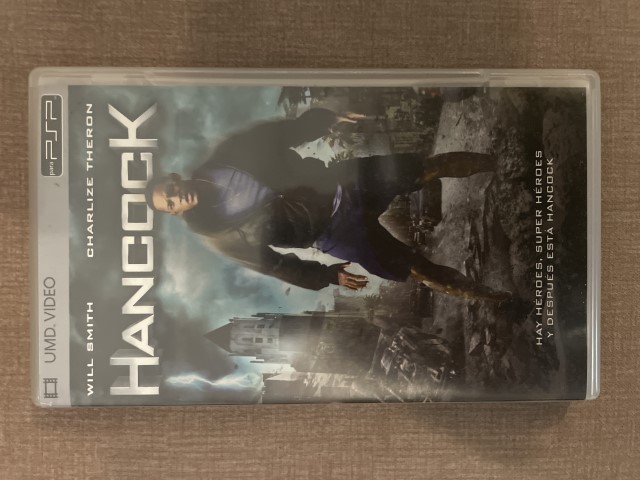 UMD. VIDEO
para PSP
WILL SMITH CHARLIZE THERON
HANCOCK
HAY HÉROES, SUPER HÉROES
Y DESPUÉS ESTÁ HANCOCK